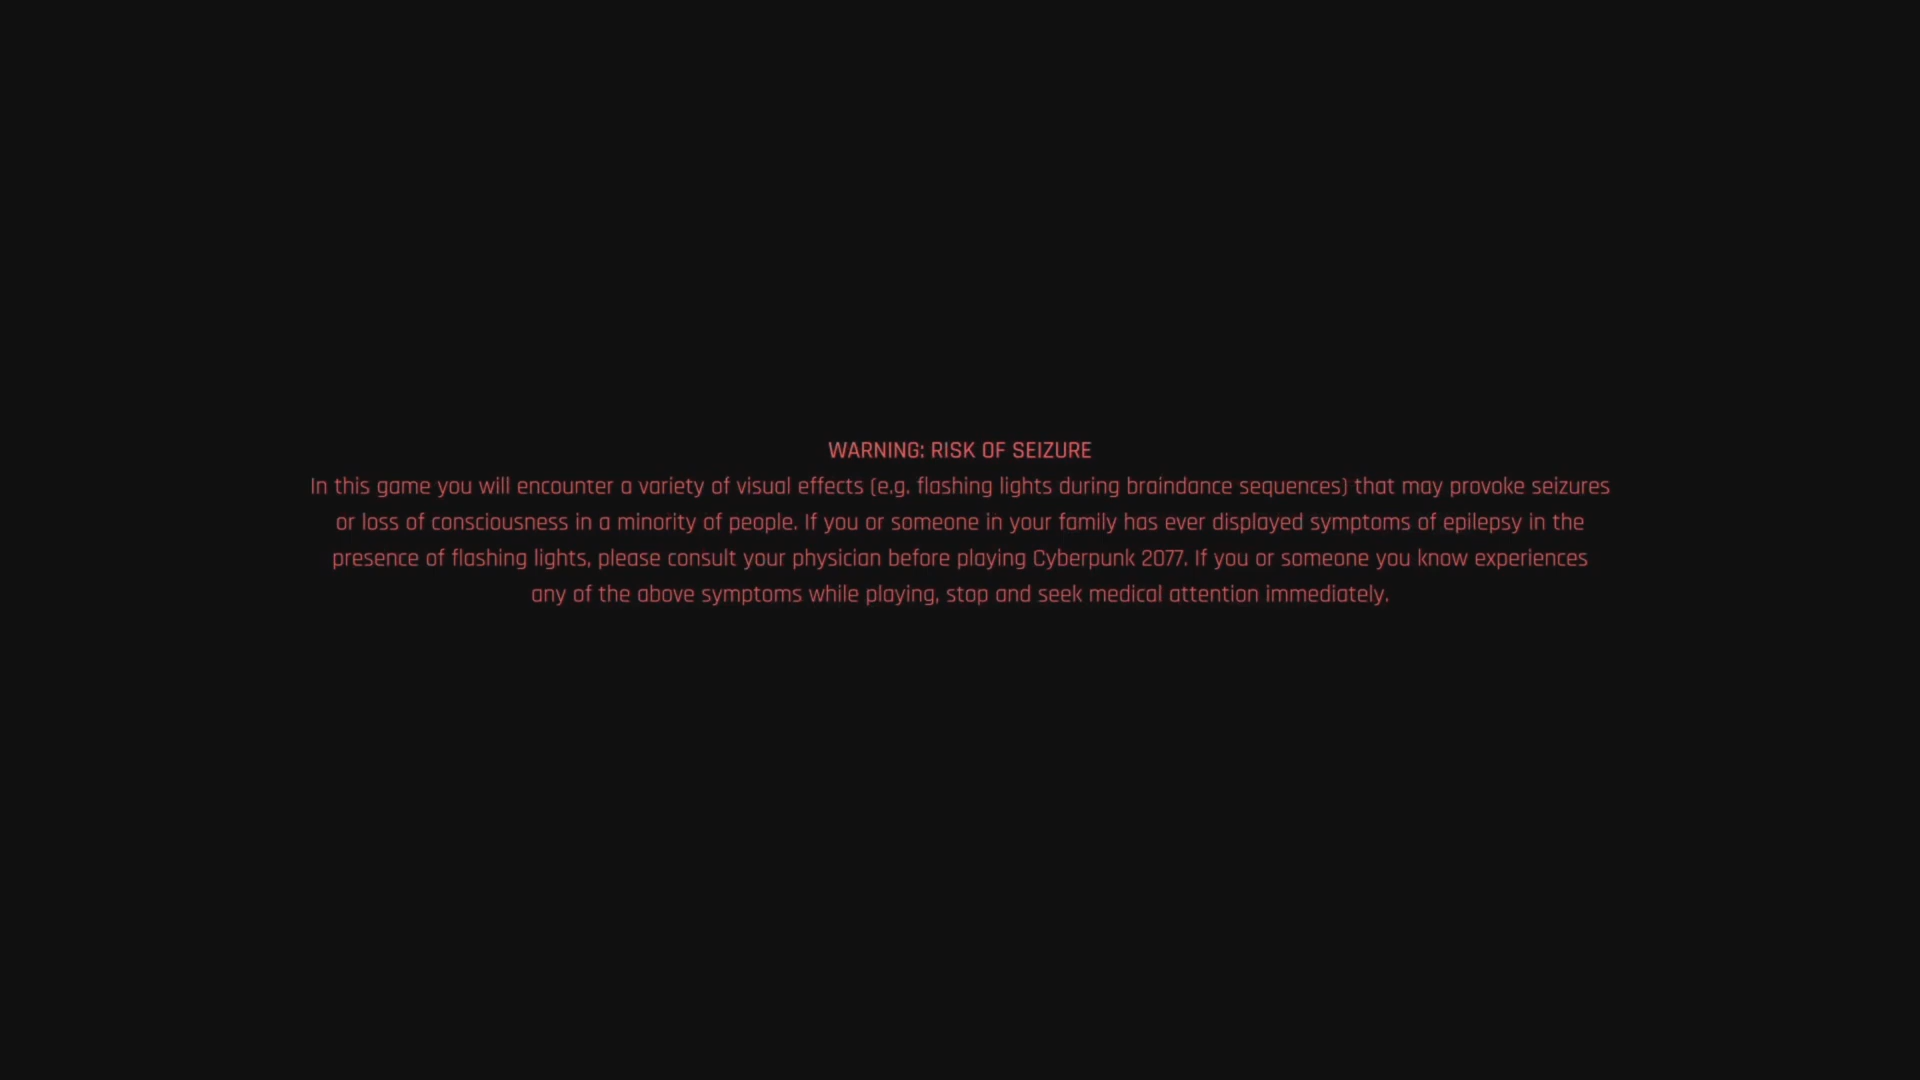 WARNING: RISK OF SEIZURE
In this game you will encounter a variety of visual effects (e.g. flashing lights during braindance sequences) that may provoke seizures
or loss of consciousness in a minority of people. If you or someone in your family has ever displayed symptoms of epilepsy in the
presence of flashing lights, please consult your physician before playing Cyberpunk 2077. If you or someone you know experiences
any of the above symptoms while playing, stop and seek medical attention immediately.